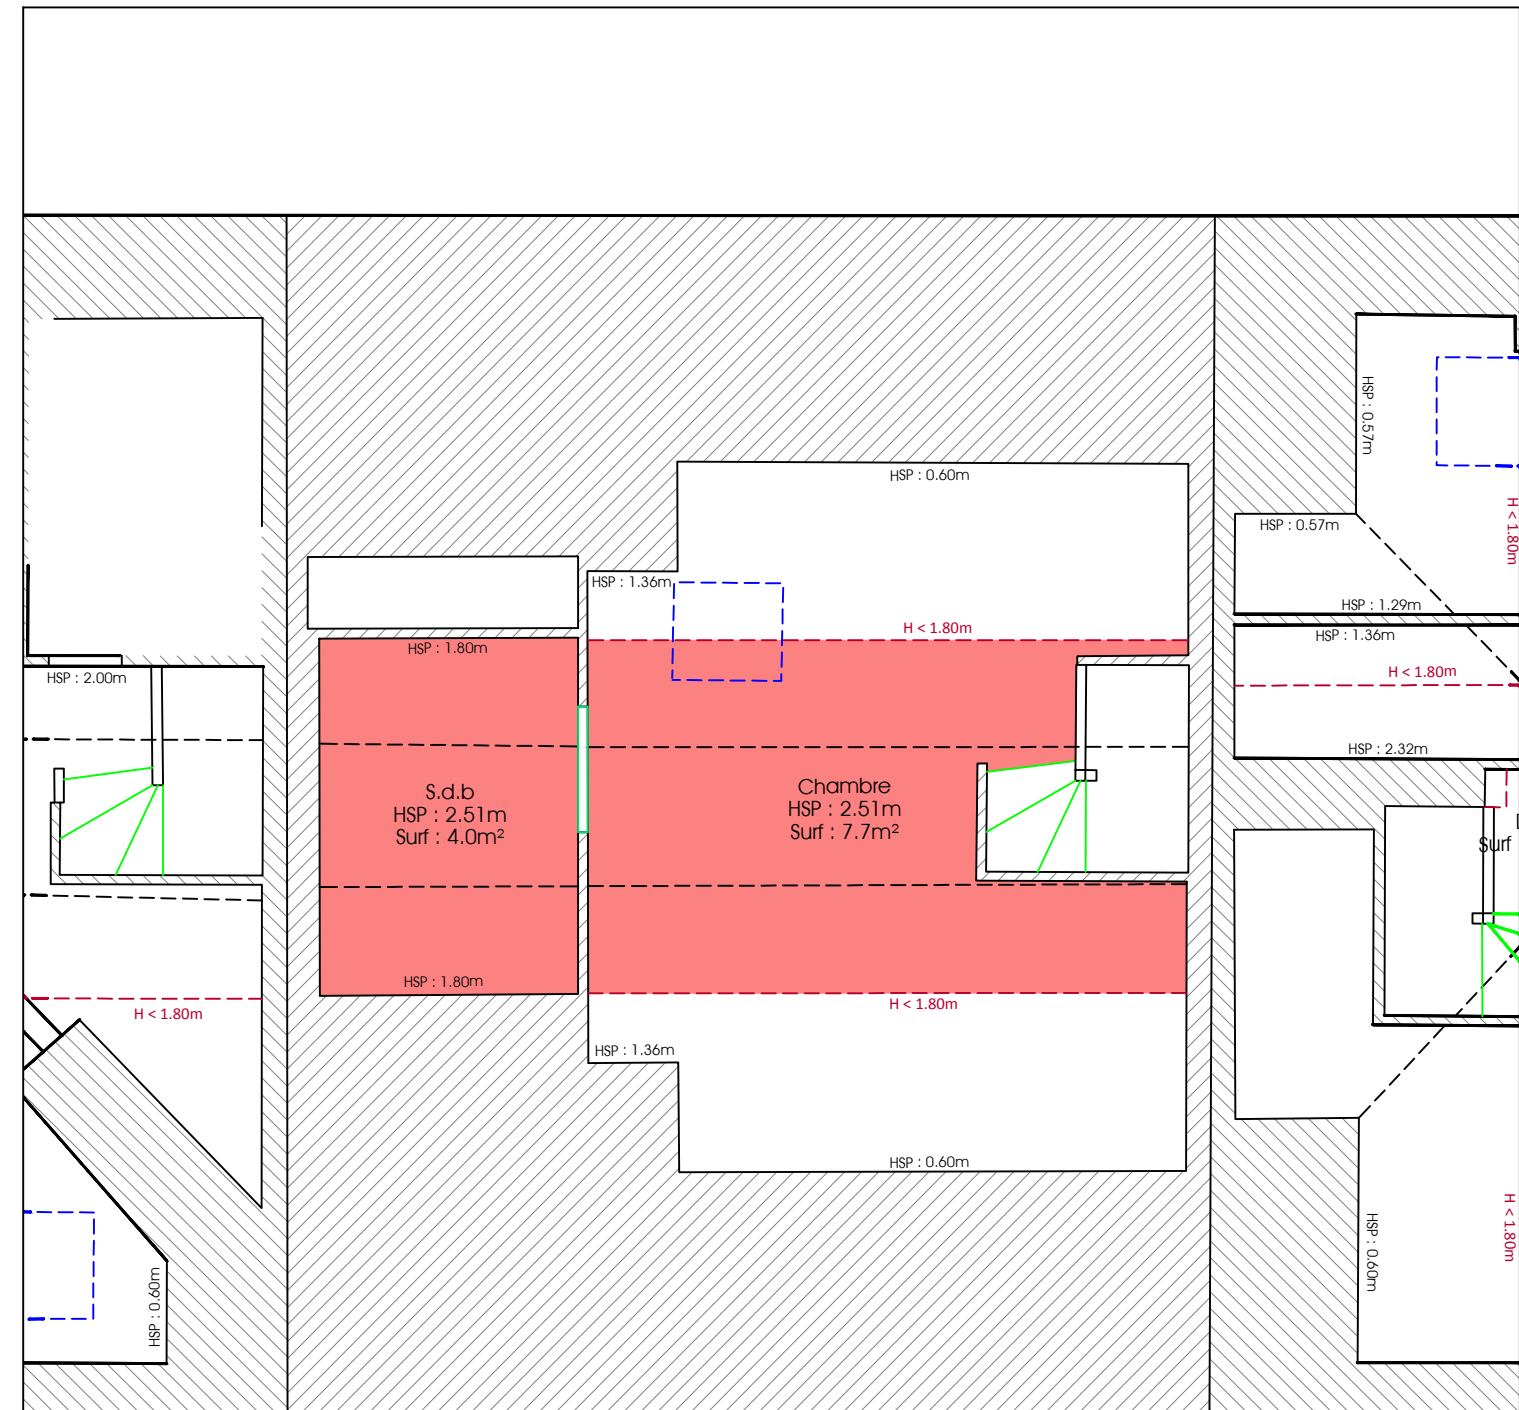 HSP : 0.57m
HSP : 0.60m
H < 1.80m
HSP : 0.57m
HSP : 1.36m
HSP : 1.29m
H < 1.80m
HSP : 1.36m
HSP : 1.80m
H < 1.80m
HSP : 2.00m
HSP : 2.32m
S.d.b
HSP : 2.51m
Surf : 4.0m²
Chambre
HSP : 2.51m
Surf : 7.7m²
Surf
HSP : 1.80m
H < 1.80m
H < 1.80m
HSP : 1.36m
HSP : 0.60m
H < 1.80m
HSP : 0.60m
HSP : 0.60m